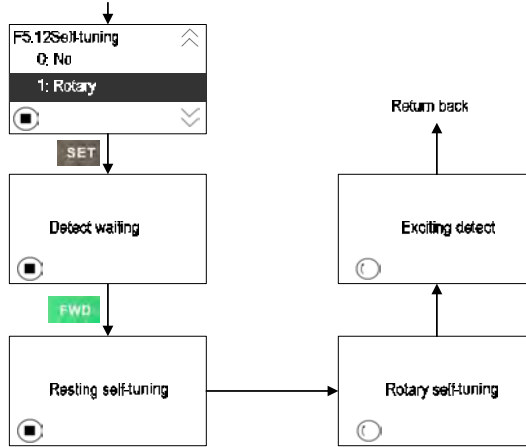 F5.12Self-tuning
0: No
1: Rotary
SET
Detect waiting
FWD
Resting self-tuning
Rotary self-tuning
Exciting detect
Return back